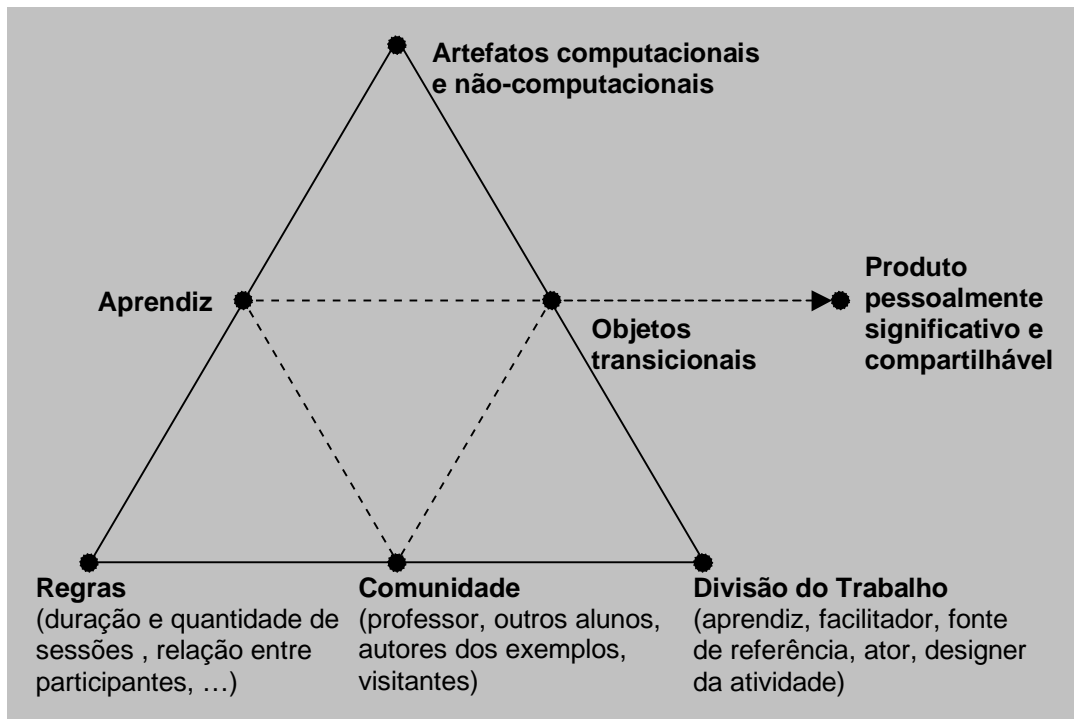 Artefatos computacionais
e não-computacionais
Aprendiz
Objetos
transicionais
Produto
pessoalmente
significativo e
compartilhável
Regras
(duração e quantidade de
sessões , relação entre
participantes, …)
Comunidade
(professor, outros alunos,
autores dos exemplos,
visitantes)
Divisão do Trabalho
(aprendiz, facilitador, fonte
de referência, ator, designer
da atividade)